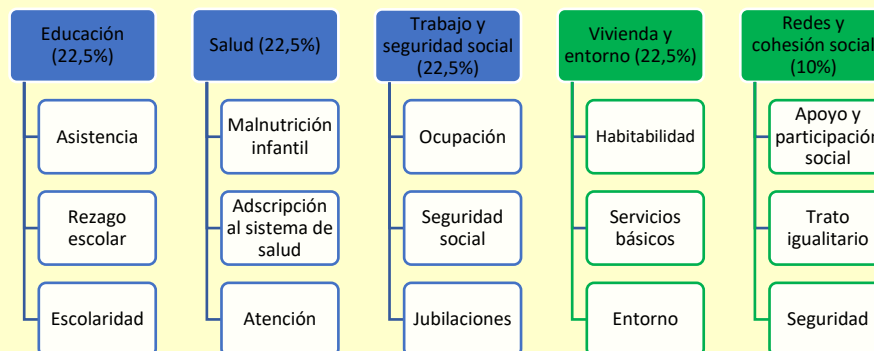 Educación
(22,5%)
Asistencia
Rezago
escolar
Escolaridad
Salud (22,5%)
Malnutrición
infantil
Adscripción
al sistema de
salud
Atención
Trabajo y
seguridad social
(22,5%)
Ocupación
Seguridad
social
Jubilaciones
Vivienda y
entorno (22,5%)
Habitabilidad
Servicios
básicos
Entorno
Redes y
cohesión social
(10%)
Apoyo y
participación
social
Trato
igualitario
Seguridad